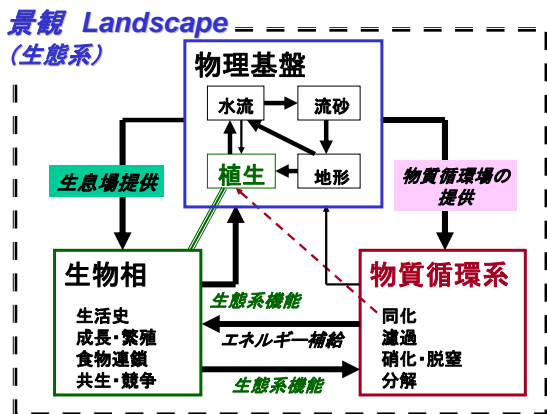 景観 Landscape
（生態系）
物理基盤
水流
流砂
植生
地形
生息場提供
物質循環場の
提供
生物相
生活史
成長・繁殖
食物連鎖
共生・競争
生態系機能
エネルギー補給
生態系機能
物質循環系
同化
濾過
硝化・脱窒
分解